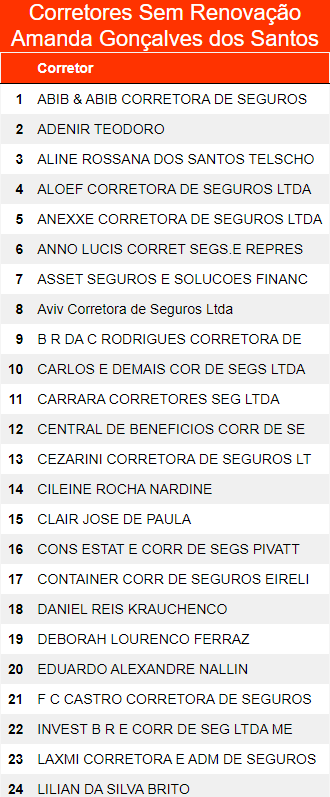 Corretores Sem Renovação
Amanda Gonçalves dos Santos
Corretor
1 ABIB & ABIB CORRETORA DE SEGUROS
2 ADENIR TEODORO
3 ALINE ROSSANA DOS SANTOS TELSCHO
4 ALOEF CORRETORA DE SEGUROS LTDA
5 ANEXXE CORRETORA DE SEGUROS LTDA
6 ANNO LUCIS CORRET SEGS.E REPRES
7 ASSET SEGUROS E SOLUCOES FINANC
8 Aviv Corretora de Seguros Ltda
9 B R DA C RODRIGUES CORRETORA DE
10 CARLOS E DEMAIS COR DE SEGS LTDA
11 CARRARA CORRETORES SEG LTDA
12 CENTRAL DE BENEFICIOS CORR DE SE
13 CEZARINI CORRETORA DE SEGUROS LT
14 CILEINE ROCHA NARDINE
15 CLAIR JOSE DE PAULA
16 CONS ESTAT E CORR DE SEGS PIVATT
17 CONTAINER CORR DE SEGUROS EIRELI
18 DANIEL REIS KRAUCHENCO
19 DEBORAH LOURENCO FERRAZ
20 EDUARDO ALEXANDRE NALLIN
21 F C CASTRO CORRETORA DE SEGUROS
22 INVEST B R E CORR DE SEG LTDA ME
23 LAXMI CORRETORA E ADM DE SEGUROS
24 LILIAN DA SILVA BRITO